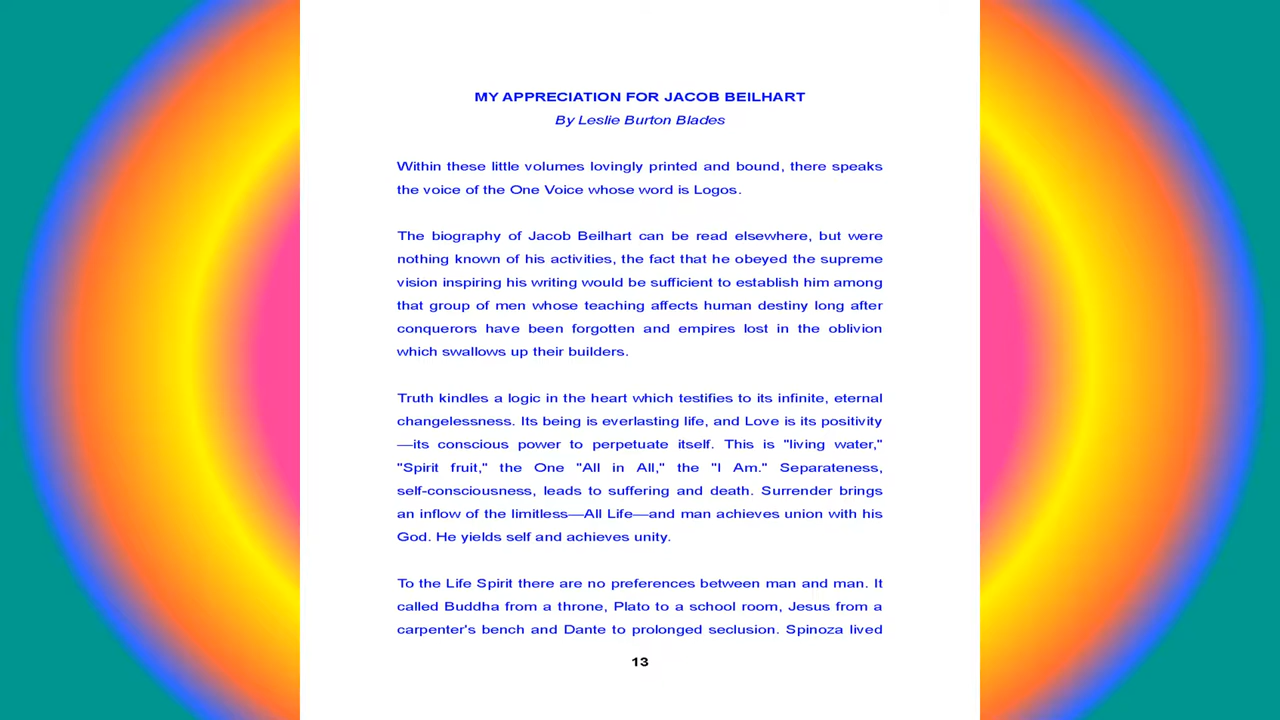 MY APPRECIATION FOR JACOB BEILHART
By Leslie Burton Blades
Within these little volumes lovingly printed and bound, there speaks
the voice of the One Voice whose word is Logos.
The biography of Jacob Beilhart can be read elsewhere, but were
nothing known of his activities, the fact that he obeyed the supreme
vision inspiring his writing would be sufficient to establish him among
that group of men whose teaching affects human destiny long after
conquerors have been forgotten and empires lost in the oblivion
which swallows up their builders.
Truth kindles a logic in the heart which testifies to its infinite, eternal
changelessness. Its being is everlasting life, and Love is its positivity
—its conscious power to perpetuate itself. This is "living water,"
"Spirit fruit," the One "All in All," the "I Am." Separateness,
self-consciousness, leads to suffering and death. Surrender brings
an inflow of the limitless—All Life—and man achieves union with his
God. He yields self and achieves unity.
To the Life Spirit there are no preferences between man and man. It
called Buddha from a throne, Plato to a school room, Jesus from a
carpenter's bench and Dante to prolonged seclusion. Spinoza lived
13